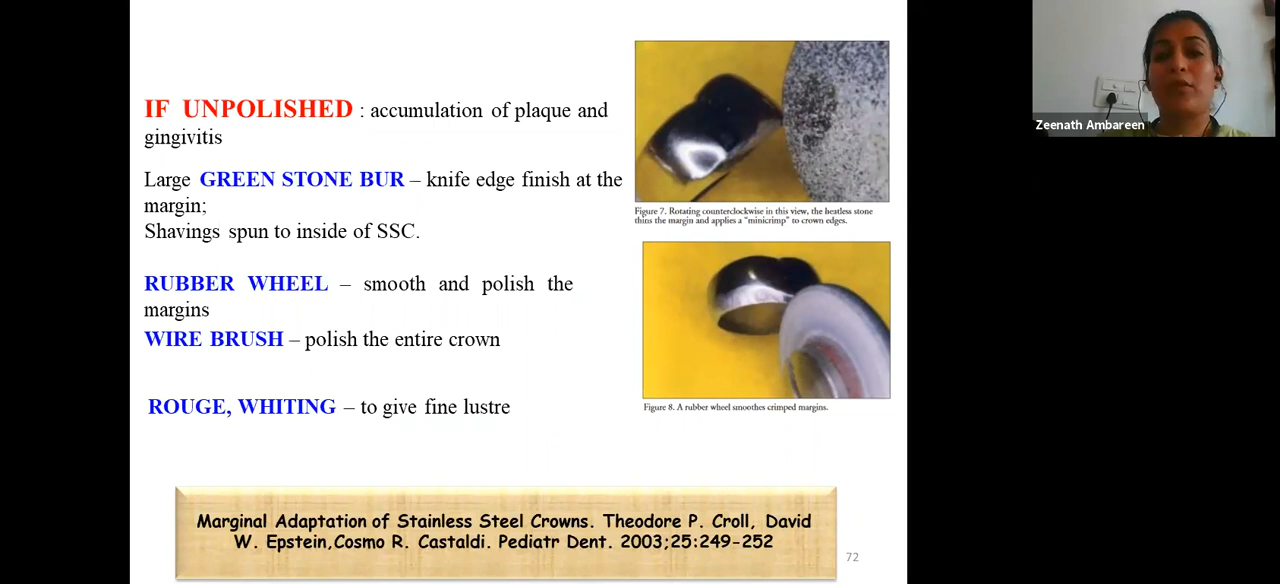 IF UNPOLISHED : accumulation of plaque and
gingivitis
Large GREEN STONE BUR – knife edge finish at the
margin;
Shavings spun to inside of SSC.
RUBBER WHEEL – smooth and polish the
margins
WIRE BRUSH – polish the entire crown
ROUGE, WHITING – to give fine lustre
Figure 7. Rotating counterclockwise in this view, the heatless stone
thins the margin and applies a "minicrimp" to crown edges.
Figure 8. A rubber wheel smoothes crimped margins.
Marginal Adaptation of Stainless Steel Crowns. Theodore P. Croll, David
W. Epstein,Cosmo R. Castaldi. Pediatr Dent. 2003;25:249-252
72
Zeenath Ambareen